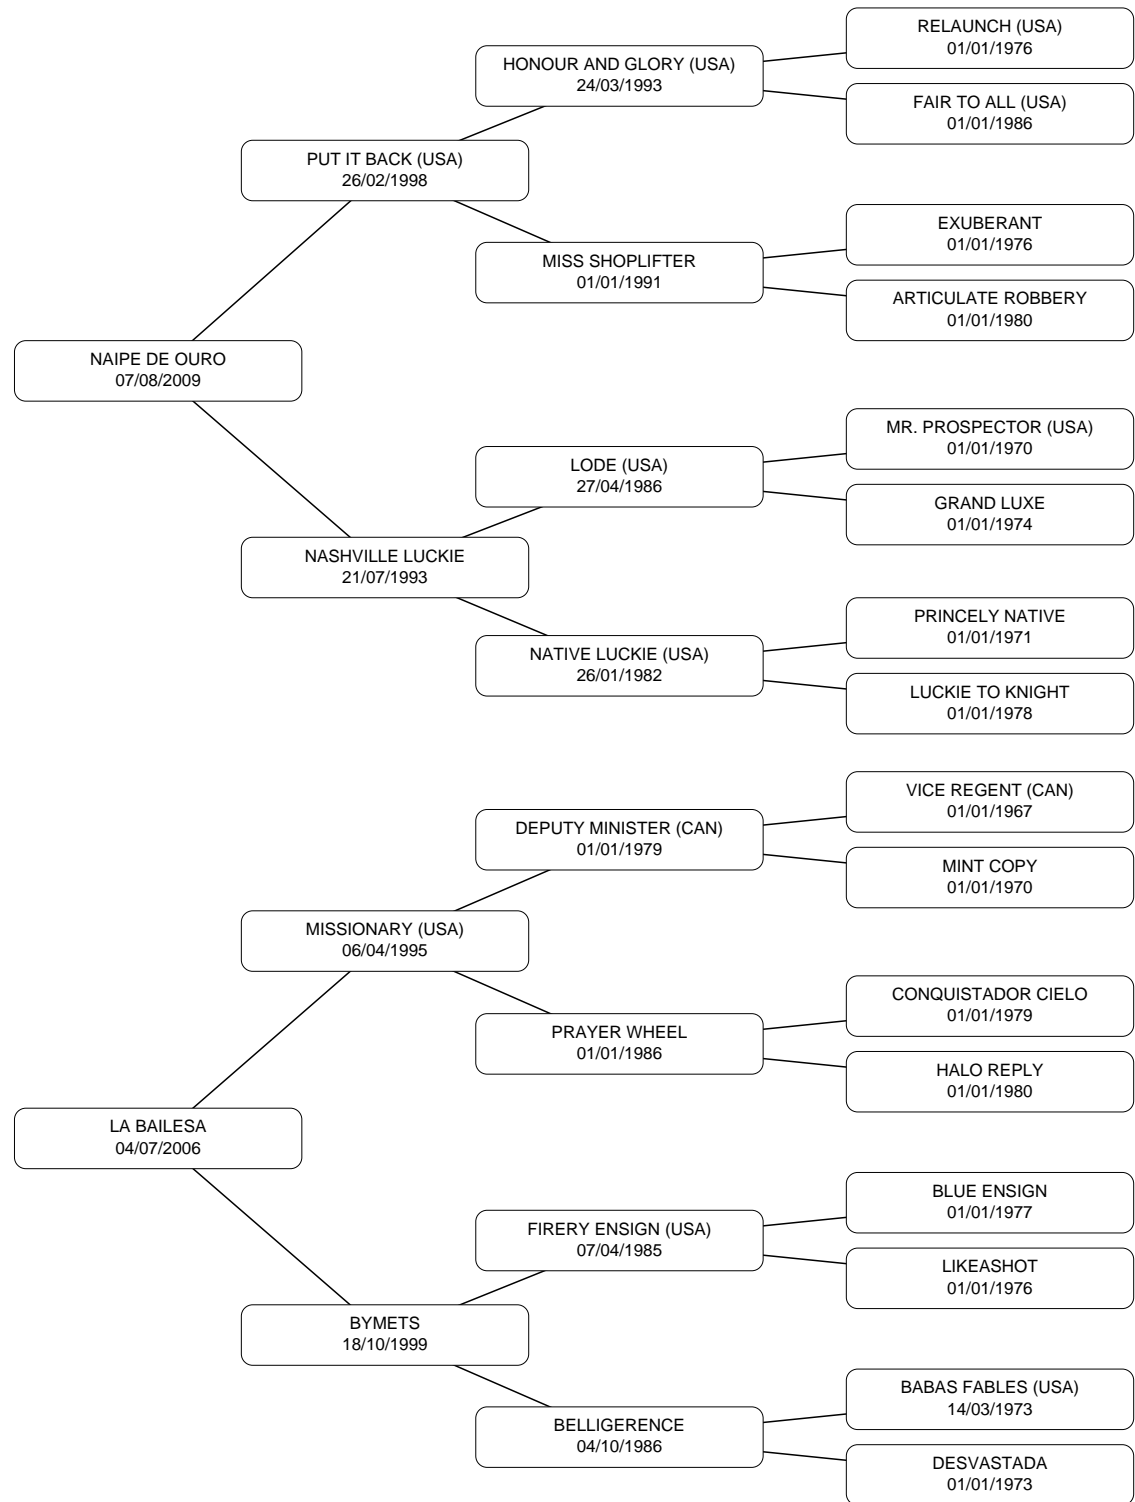 RELAUNCH (USA)
01/01/1976
HONOUR AND GLORY (USA)
24/03/1993
FAIR TO ALL (USA)
01/01/1986
PUT IT BACK (USA)
26/02/1998
EXUBERANT
01/01/1976
MISS SHOPLIFTER
01/01/1991
ARTICULATE ROBBERY
01/01/1980
NAIPE DE OURO
07/08/2009
MR. PROSPECTOR (USA)
01/01/1970
LODE (USA)
27/04/1986
GRAND LUXE
01/01/1974
NASHVILLE LUCKIE
21/07/1993
PRINCELY NATIVE
01/01/1971
NATIVE LUCKIE (USA)
26/01/1982
LUCKIE TO KNIGHT
01/01/1978
VICE REGENT (CAN)
01/01/1967
DEPUTY MINISTER (CAN)
01/01/1979
MINT COPY
01/01/1970
MISSIONARY (USA)
06/04/1995
CONQUISTADOR CIELO
01/01/1979
PRAYER WHEEL
01/01/1986
HALO REPLY
01/01/1980
LA BAILESA
04/07/2006
BLUE ENSIGN
01/01/1977
FIRERY ENSIGN (USA)
07/04/1985
LIKEASHOT
01/01/1976
BYMETS
18/10/1999
BABAS FABLES (USA)
14/03/1973
BELLIGERENCE
04/10/1986
DESVASTADA
01/01/1973